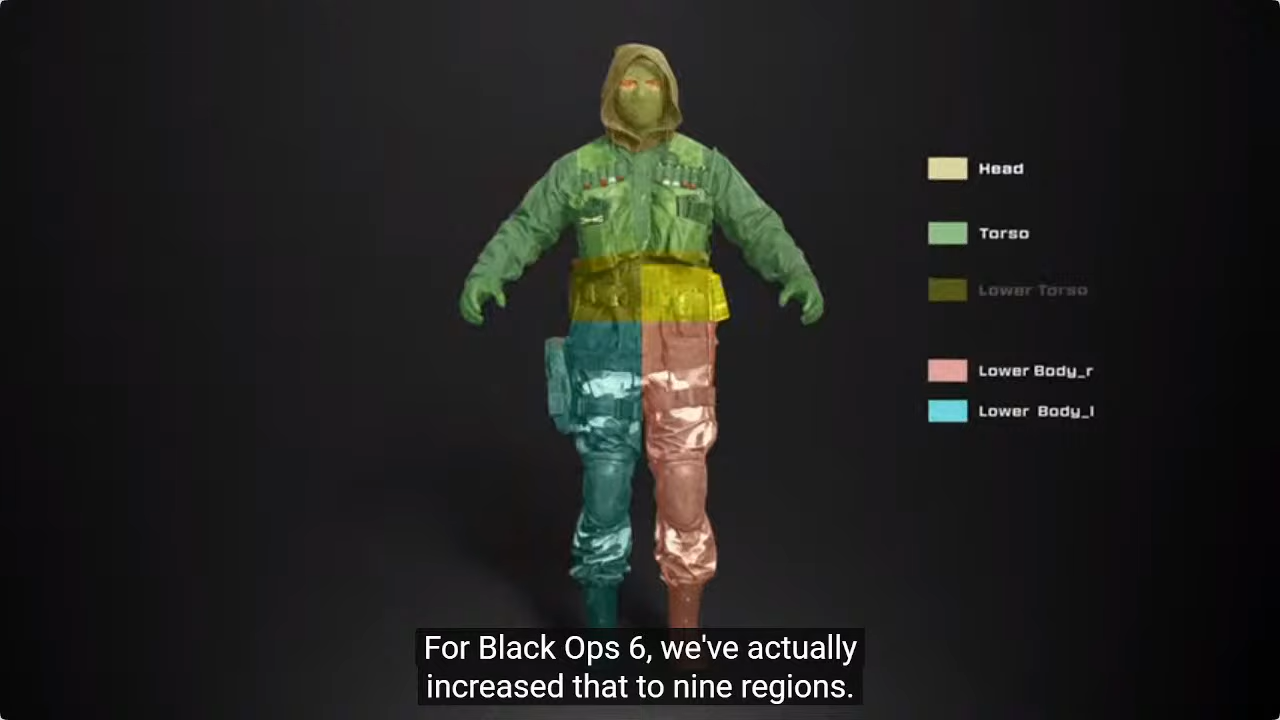 Head
Torso
Lower Torso
Lower Body_r
Lower Body_l
For Black Ops 6, we've actually
increased that to nine regions.